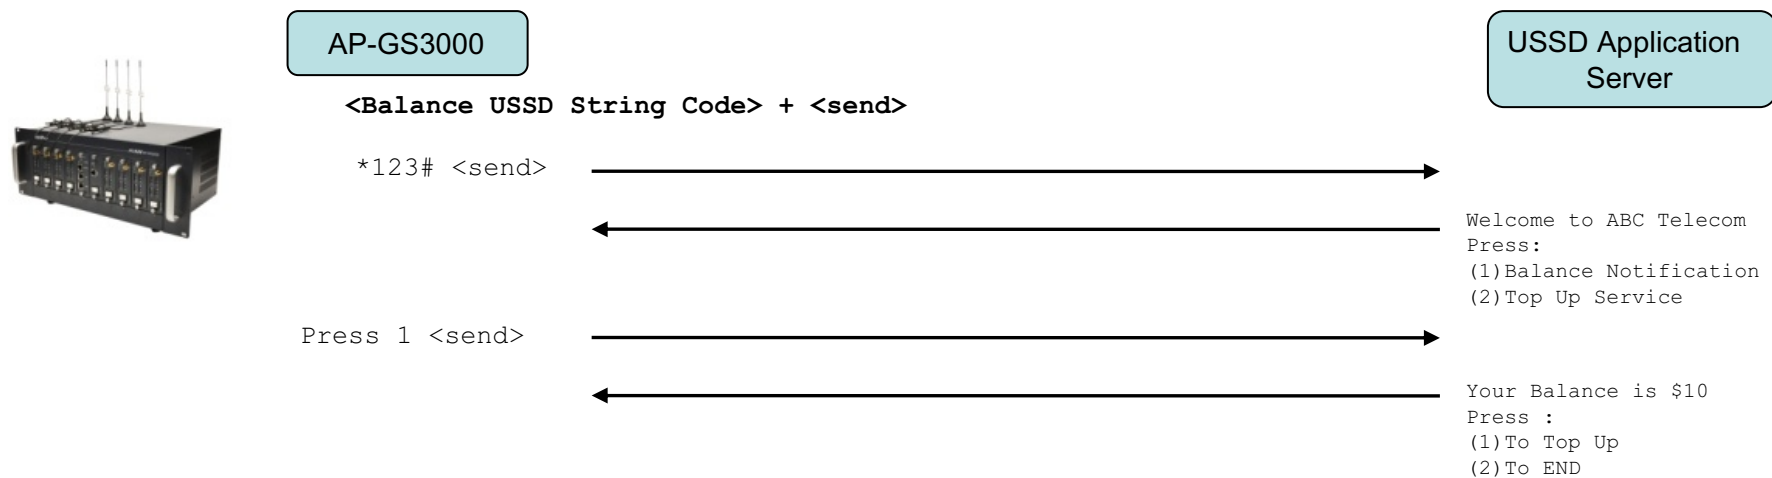 AP-GS3000
USSD Application
Server
<Balance USSD String Code> + <send>
*123# <send>
Welcome to ABC Telecom
Press:
(1)Balance Notification
(2)Top Up Service
Press 1 <send>
Your Balance is $10
Press :
(1)To Top Up
(2)To END